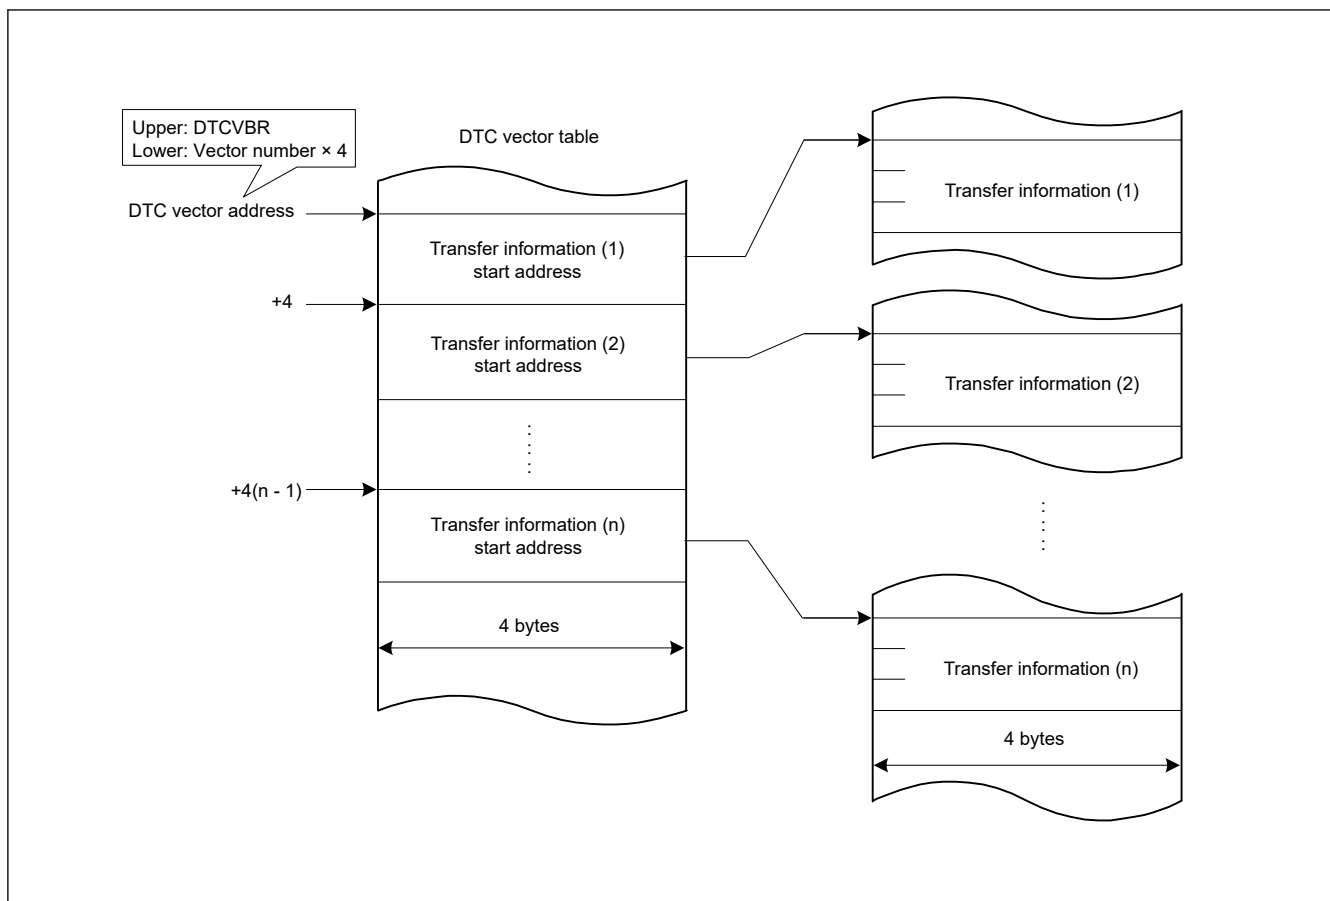 Upper: DTCVBR
Lower: Vector number × 4
DTC vector address
+4
+4(n - 1)
DTC vector table
Transfer information (1)
start address
Transfer information (2)
start address
Transfer information (n)
start address
4 bytes
Transfer information (1)
Transfer information (2)
Transfer information (n)
4 bytes